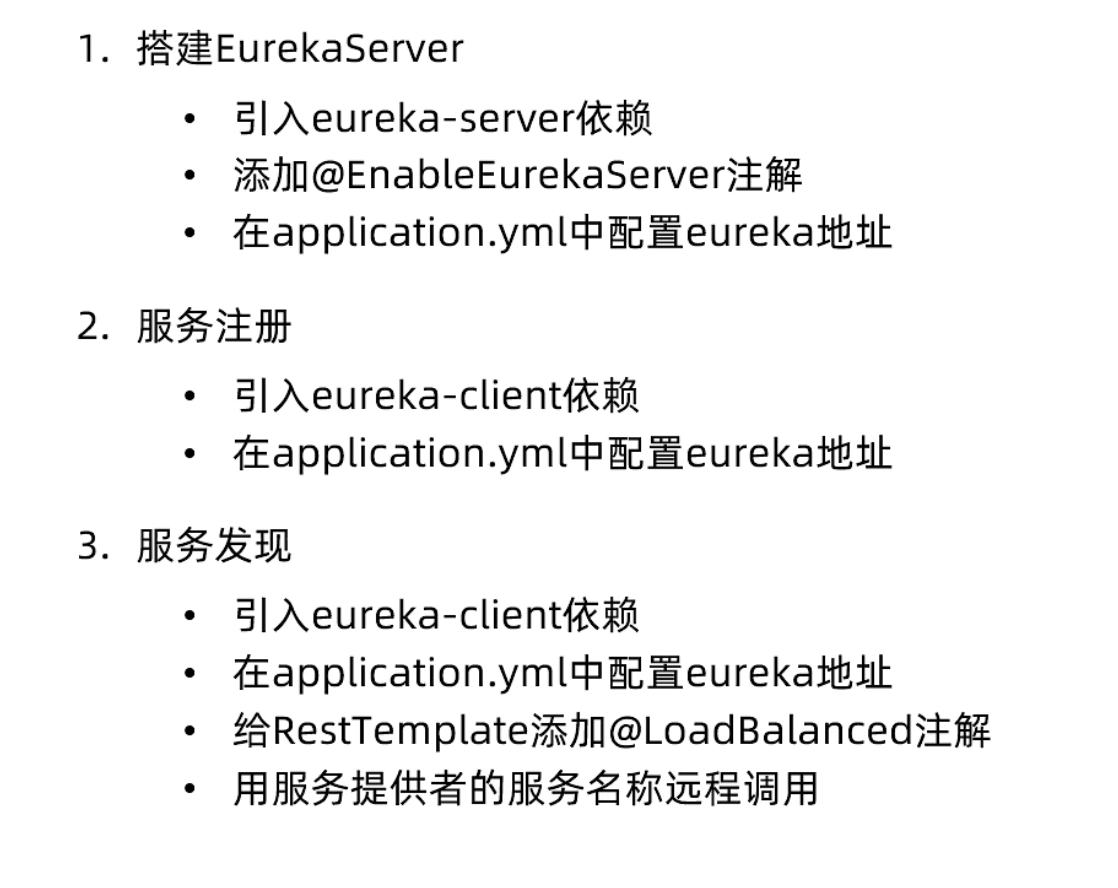 1. 搭建EurekaServer
• 引入eureka-server依赖
• 添加@EnableEurekaServer注解
• 在application.yml中配置eureka地址
2. 服务注册
• 引入eureka-client依赖
• 在application.yml中配置eureka地址
3. 服务发现
• 引入eureka-client依赖
• 在application.yml中配置eureka地址
• 给RestTemplate添加@LoadBalanced注解
• 用服务提供者的服务名称远程调用